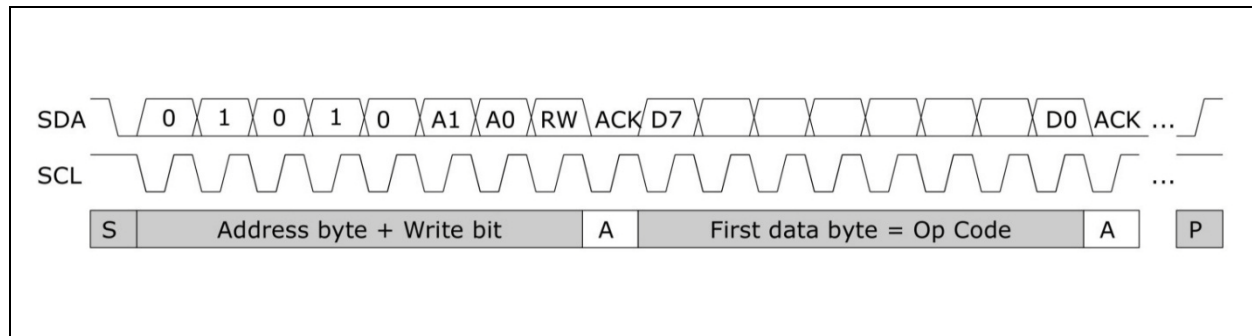 SDA 0 1 0 1 0 A1 A0 RW ACK D7 D0 ACK ...
SCL ...
S Address byte + Write bit A First data byte = Op Code A P